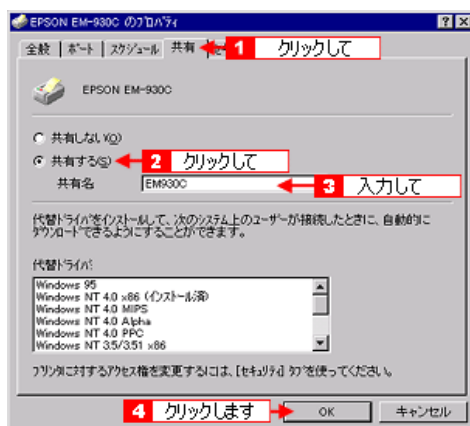 EPSON EM-930C のプロパティ
全般 ポート スケジュール 共有 1 クリックして
EPSON EM-930C
共有しない(O)
共有する(S) 2 クリックして
共有名 EM930C 3 入力して
代替ドライバをインストールして、次のシステム上のユーザーが接続したときに、自動的に
ダウンロードできるようにすることができます。
代替ドライバ:
Windows 95
Windows NT 4.0 x86 (インストール済)
Windows NT 4.0 MIPS
Windows NT 4.0 Alpha
Windows NT 4.0 PPC
Windows NT 3.5/3.51 x86
プリンタに対するアクセス権を変更するには、[セキュリティ] タブを使ってください。
4 クリックします OK キャンセル